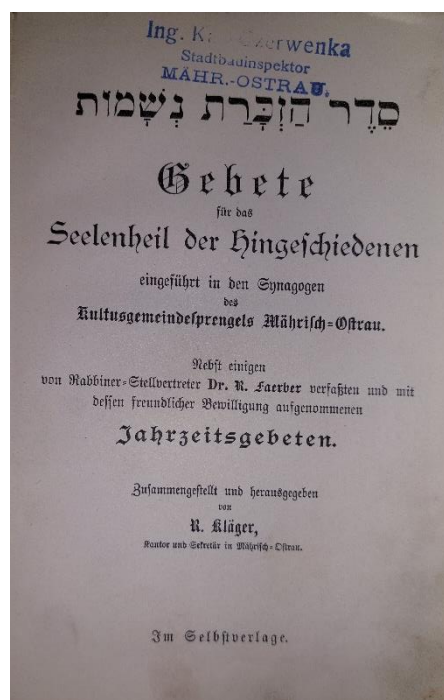 Ing. Czerwenka
Stadtbauinspektor
MÄHR.-OSTRAU.
סֵדֶר הַזְכָּרַת נְשָׁמוֹת
Gebete
für das
Seelenheil der Hingeschiedenen
eingeführt in den Synagogen
des
Kultusgemeindesprengels Mährisch-Ostrau.
Nebst einigen
von Rabbiner-Stellvertreter Dr. R. Faerber verfaßten und mit
dessen freundlicher Bewilligung aufgenommenen
Jahrzeitsgebeten.
Zusammengestellt und herausgegeben
von
R. Kläger,
Kantor und Sekretär in Mährisch-Ostrau.
Im Selbstverlage.